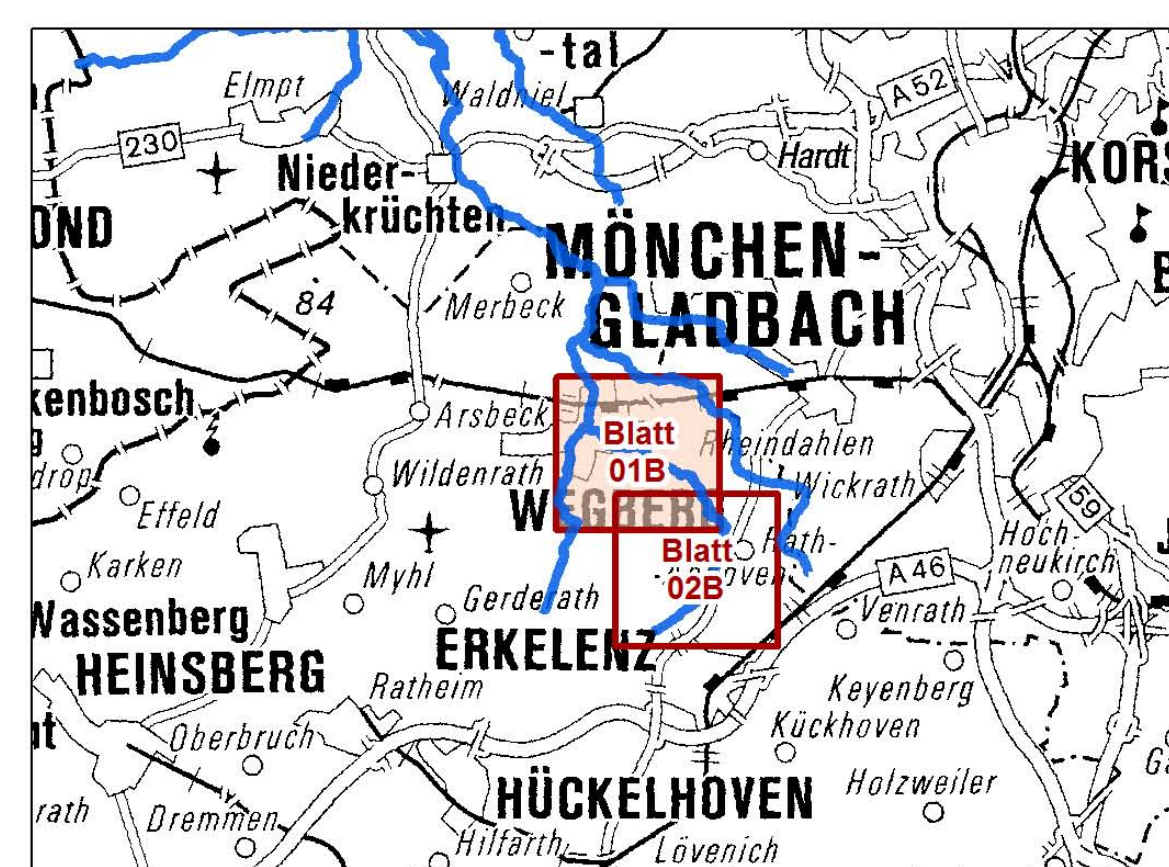 -tal
Elmpt
Waldniel
A 52
230
Hardt
Nieder-
krüchten
KORS
OND
MÖNCHEN-
GLADBACH
84
Merbeck
B
kenbosch
Arsbeck
Blatt
01B
Rheindahlen
drop
Wildenrath
Wickrath
Effeld
WEGBERG
59
Karken
Myhl
Blatt
02B
Rath-
A 46
Hoch-
neukirch
Gerderath
Venrath
Wassenberg
ERKELENZ
HEINSBERG
Ratheim
Keyenberg
Oberbruch
Kückhoven
HÜCKELHOVEN
Holzweiler
rath
Dremmen
Hilfarth
Lövenich